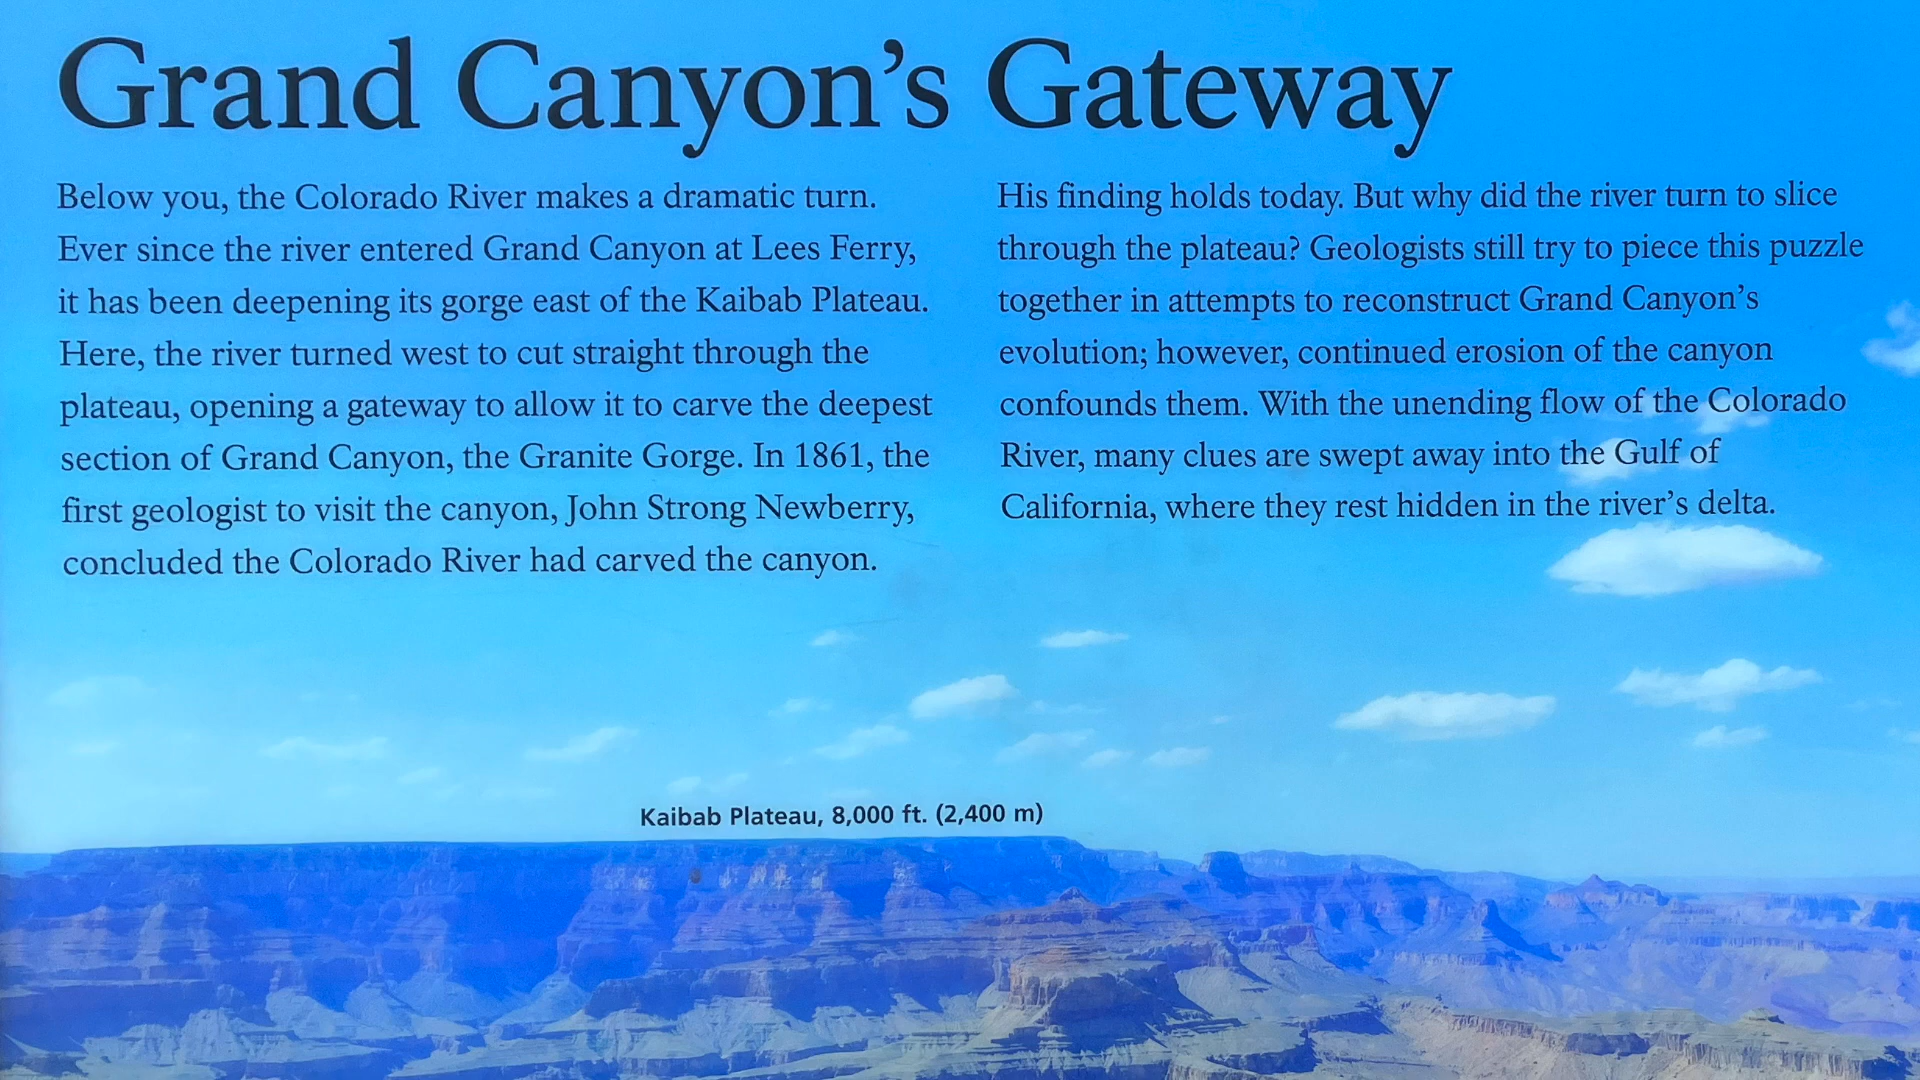 Grand Canyon’s Gateway
Below you, the Colorado River makes a dramatic turn.
Ever since the river entered Grand Canyon at Lees Ferry,
it has been deepening its gorge east of the Kaibab Plateau.
Here, the river turned west to cut straight through the
plateau, opening a gateway to allow it to carve the deepest
section of Grand Canyon, the Granite Gorge. In 1861, the
first geologist to visit the canyon, John Strong Newberry,
concluded the Colorado River had carved the canyon.
His finding holds today. But why did the river turn to slice
through the plateau? Geologists still try to piece this puzzle
together in attempts to reconstruct Grand Canyon’s
evolution; however, continued erosion of the canyon
confounds them. With the unending flow of the Colorado
River, many clues are swept away into the Gulf of
California, where they rest hidden in the river’s delta.
Kaibab Plateau, 8,000 ft. (2,400 m)